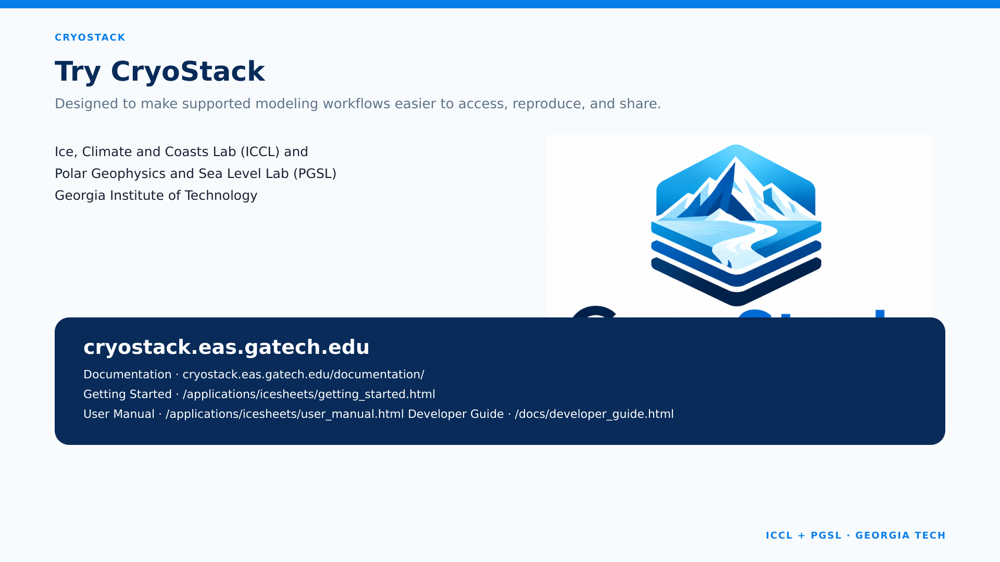 CRYOSTACK
Try CryoStack
Designed to make supported modeling workflows easier to access, reproduce, and share.
Ice, Climate and Coasts Lab (ICCL) and
Polar Geophysics and Sea Level Lab (PGSL)
Georgia Institute of Technology
cryostack.eas.gatech.edu
Documentation · cryostack.eas.gatech.edu/documentation/
Getting Started · /applications/icesheets/getting_started.html
User Manual · /applications/icesheets/user_manual.html Developer Guide · /docs/developer_guide.html
ICCL + PGSL · GEORGIA TECH